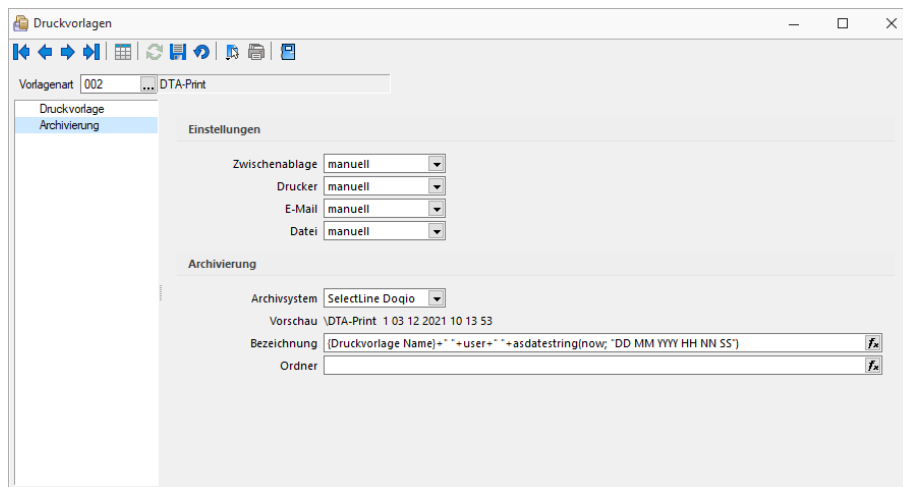 Druckvorlagen
Vorlagenart 002 ... DTA-Print
Druckvorlage
Archivierung
Einstellungen
Zwischenablage manuell
Drucker manuell
E-Mail manuell
Datei manuell
Archivierung
Archivsystem SelectLine Doqio
Vorschau \DTA-Print 1 03 12 2021 10 13 53
Bezeichnung {Druckvorlage Name}+" "+user+" "+asdatestring(now; "DD MM YYYY HH NN SS") fx
Ordner fx